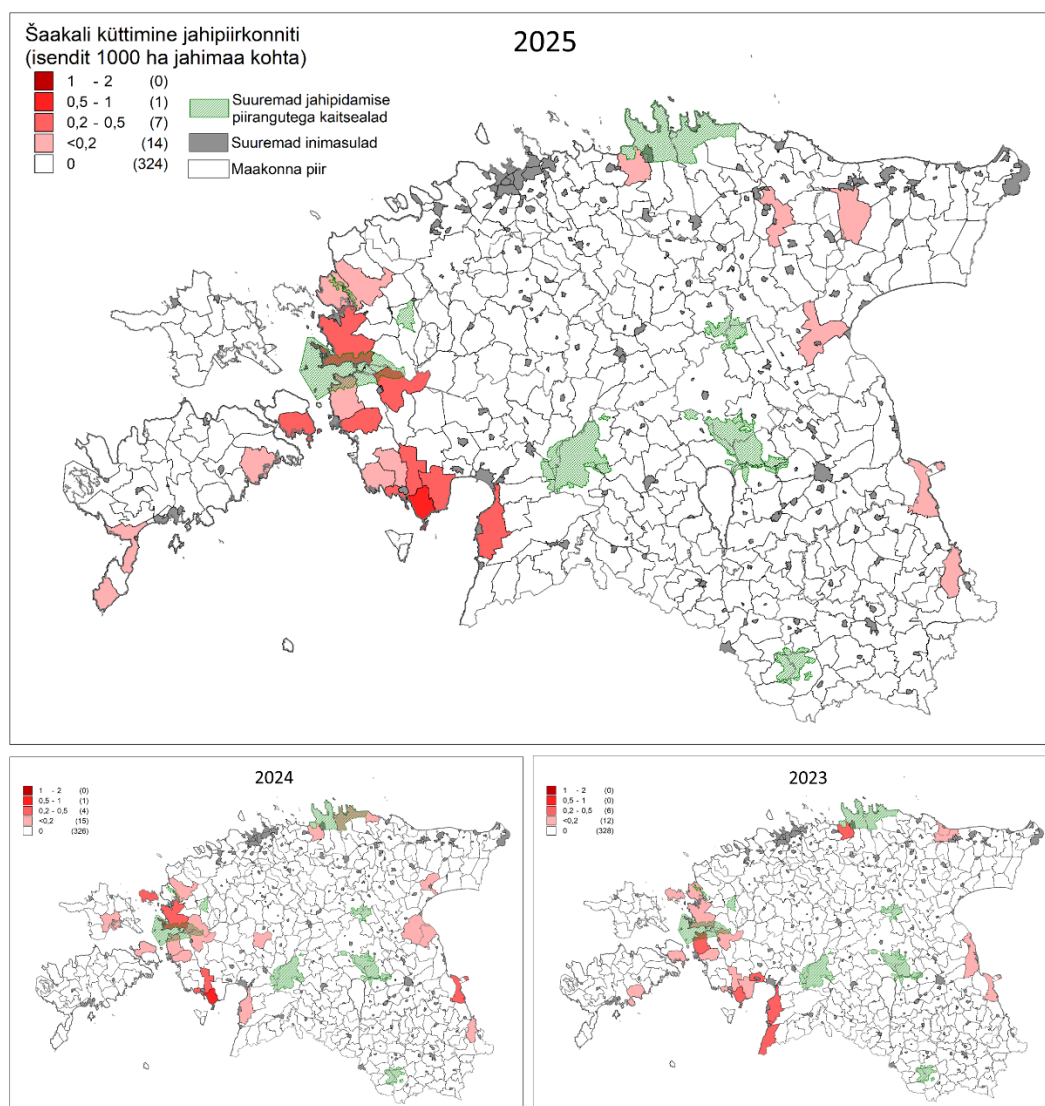 Šaakali küttimine jahipiirkonniti
(isendit 1000 ha jahimaa kohta)
2025
1 - 2 (0)
0,5 - 1 (1)
0,2 - 0,5 (7)
<0,2 (14)
0 (324)
Suuremad jahipidamise
piirangutega kaitsealad
Suuremad inimasulad
Maakonna piir
2024
1 - 2 (0)
0,5 - 1 (1)
0,2 - 0,5 (4)
<0,2 (15)
0 (326)
2023
1 - 2 (0)
0,5 - 1 (0)
0,2 - 0,5 (6)
<0,2 (12)
0 (328)